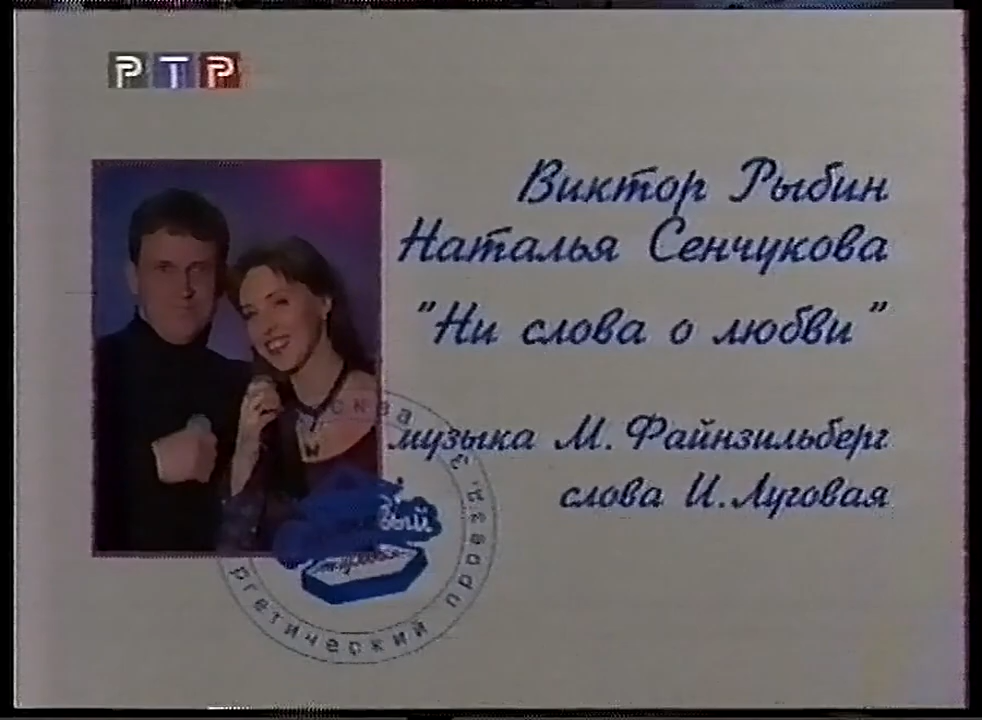 РТР
Виктор Рыбин
Наталья Сенчукова
"Ни слова о любви"
музыка М. Файнзильберг
слова И. Луговая